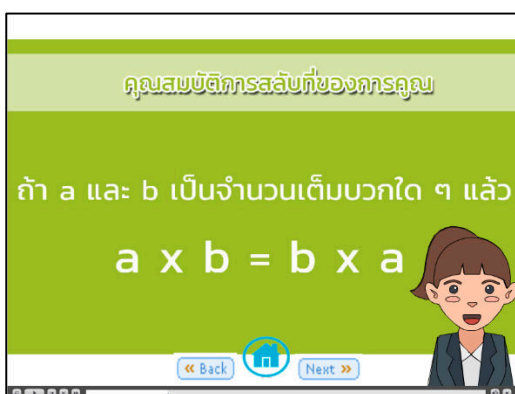 คุณสมบัติการสลับที่ของการคูณ
ถ้า a และ b เป็นจำนวนเต็มบวกใด ๆ แล้ว
a x b = b x a
« Back
Next »